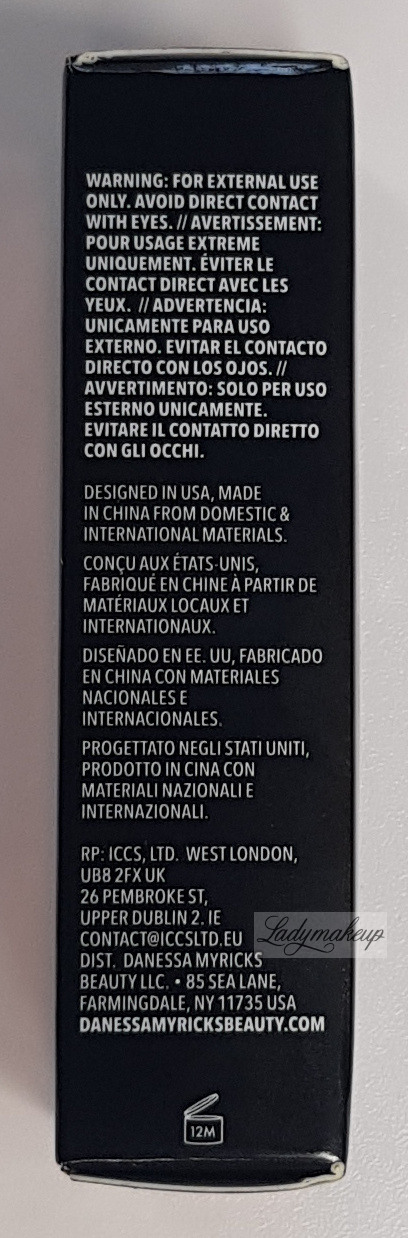 WARNING: FOR EXTERNAL USE
ONLY. AVOID DIRECT CONTACT
WITH EYES. // AVERTISSEMENT:
POUR USAGE EXTREME
UNIQUEMENT. ÉVITER LE
CONTACT DIRECT AVEC LES
YEUX. // ADVERTENCIA:
UNICAMENTE PARA USO
EXTERNO. EVITAR EL CONTACTO
DIRECTO CON LOS OJOS. //
AVVERTIMENTO: SOLO PER USO
ESTERNO UNICAMENTE.
EVITARE IL CONTATTO DIRETTO
CON GLI OCCHI.
DESIGNED IN USA, MADE
IN CHINA FROM DOMESTIC &
INTERNATIONAL MATERIALS.
CONÇU AUX ÉTATS-UNIS,
FABRIQUÉ EN CHINE À PARTIR DE
MATÉRIAUX LOCAUX ET
INTERNATIONAUX.
DISEÑADO EN EE. UU, FABRICADO
EN CHINA CON MATERIALES
NACIONALES E
INTERNACIONALES.
PROGETTATO NEGLI STATI UNITI,
PRODOTTO IN CINA CON
MATERIALI NAZIONALI E
INTERNAZIONALI.
RP: ICCS, LTD. WEST LONDON,
UB8 2FX UK
26 PEMBROKE ST,
UPPER DUBLIN 2. IE
CONTACT@ICCSLTD.EU
Ladymakeup
DIST. DANESSA MYRICKS
BEAUTY LLC. • 85 SEA LANE,
FARMINGDALE, NY 11735 USA
DANESSAMYRICKSBEAUTY.COM
12M